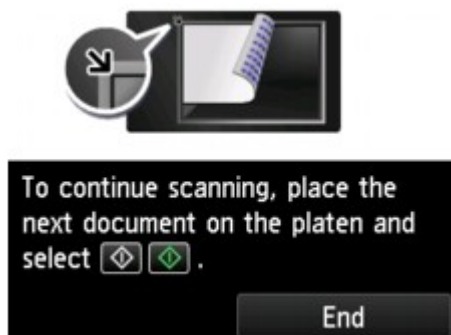 To continue scanning, place the
next document on the platen and
select .
End